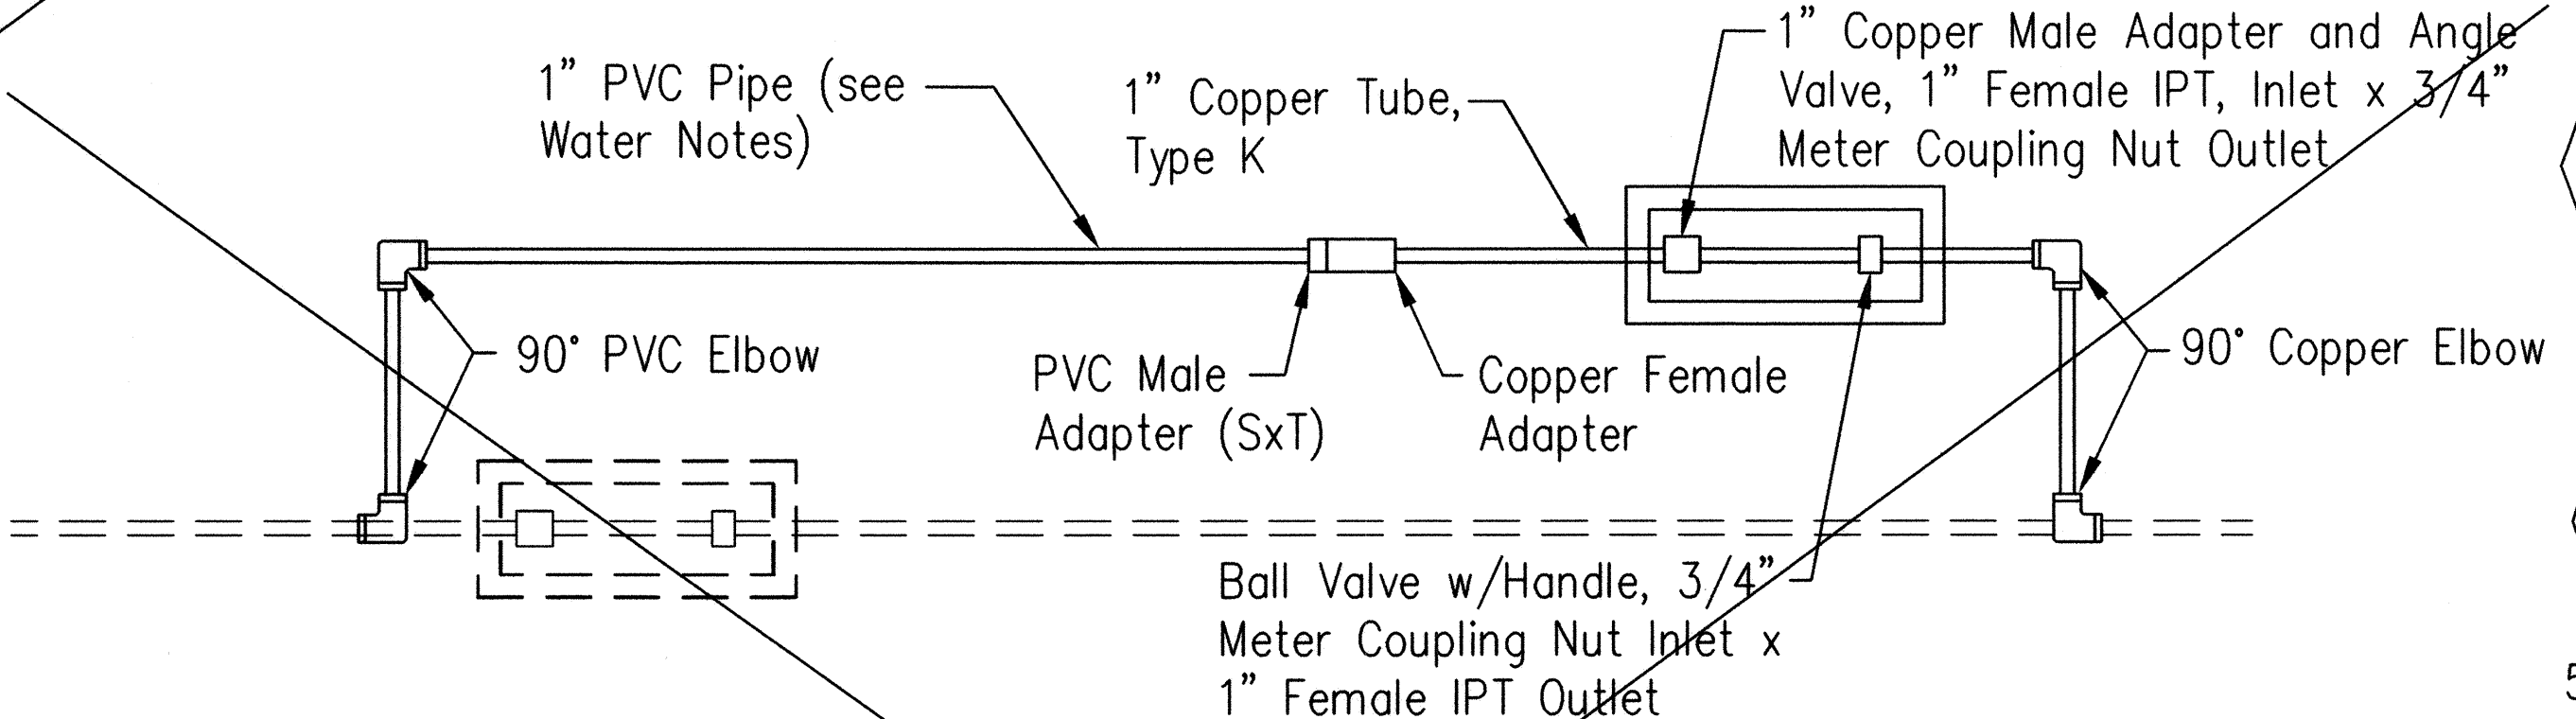 1" PVC Pipe (see
Water Notes)
1" Copper Tube,
Type K
1" Copper Male Adapter and Angle
Valve, 1" Female IPT, Inlet x 3/4"
Meter Coupling Nut Outlet
90° PVC Elbow
PVC Male
Adapter (SxT)
Copper Female
Adapter
90° Copper Elbow
Ball Valve w/Handle, 3/4"
Meter Coupling Nut Inlet x
1" Female IPT Outlet